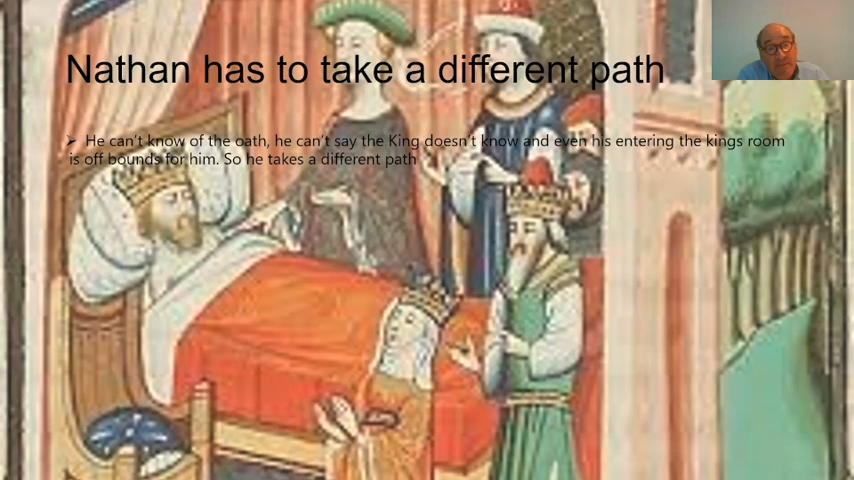 Nathan has to take a different path
➢ He can't know of the oath, he can't say the King doesn't know and even his entering the kings room
is off bounds for him. So he takes a different path